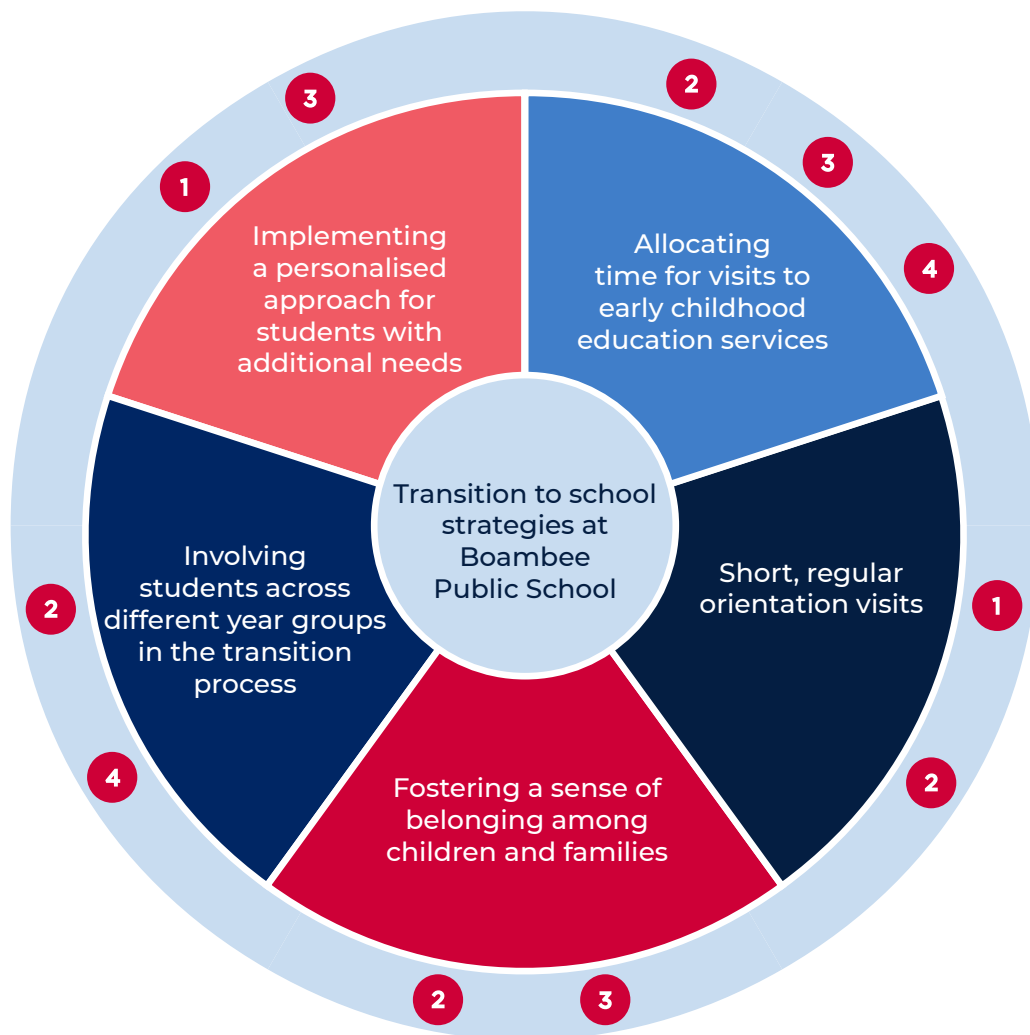 3
2
3
1
4
Implementing
a personalised
approach for
students with
additional needs
Allocating
time for visits to
early childhood
education services
Transition to school
strategies at
Boambee
Public School
Involving
students across
different year groups
in the transition
process
Short, regular
orientation visits
2
1
4
2
Fostering a sense of
belonging among
children and families
2
3